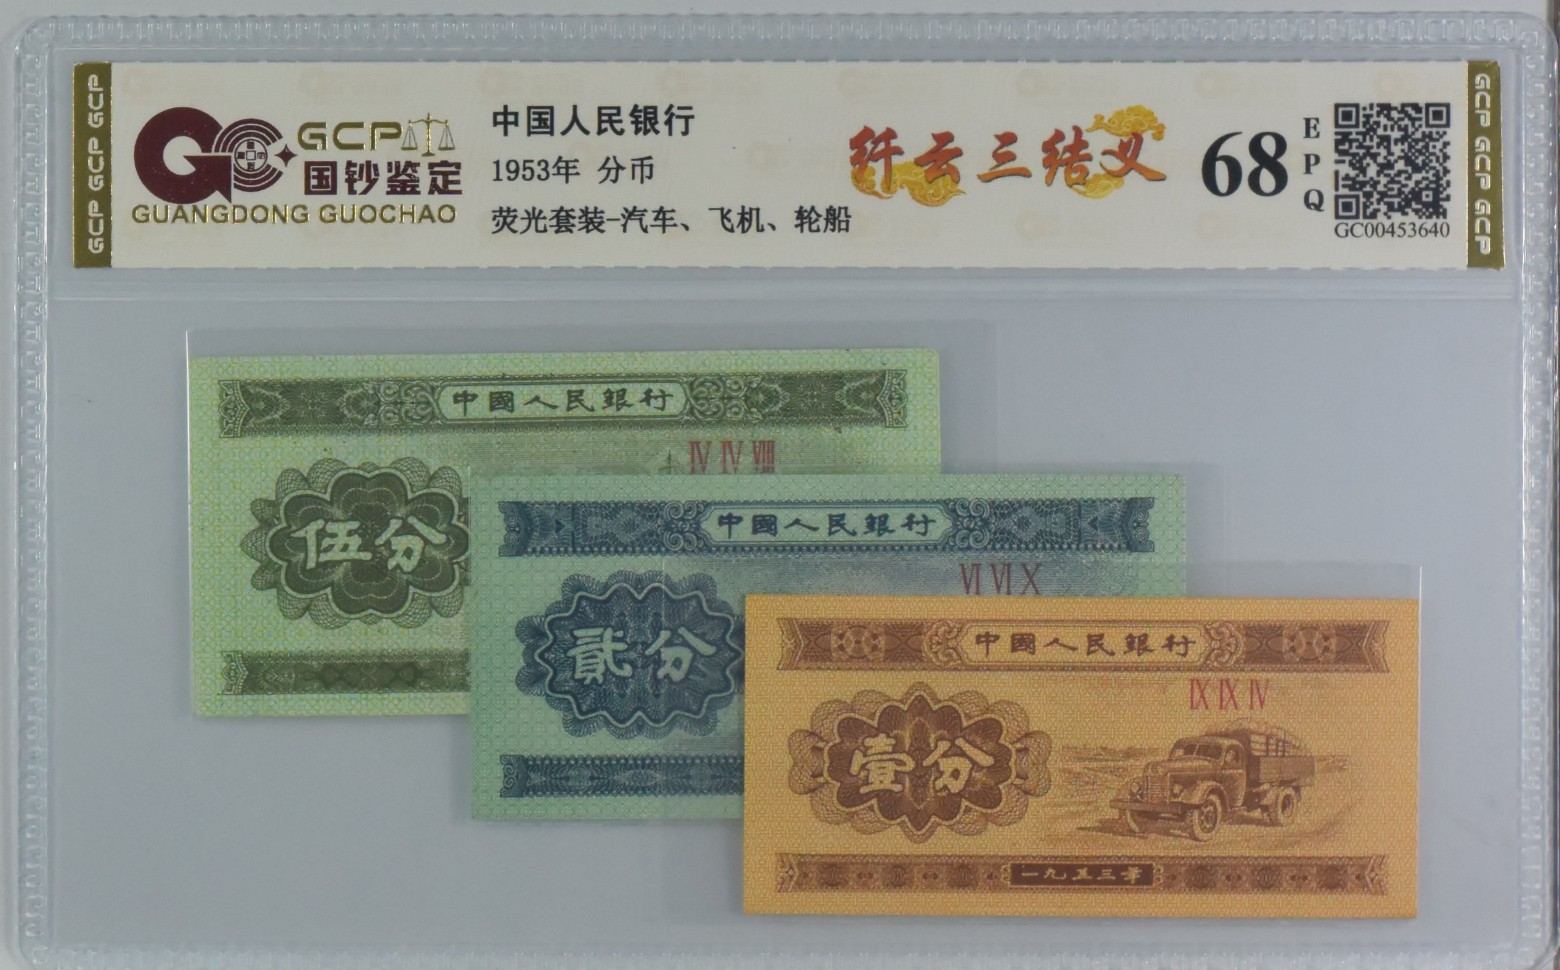 GCP GCP GCP
GCP
国钞鉴定
GUANGDONG GUOCHAO
中国人民银行
1953年 分币
荧光套装-汽车、飞机、轮船
纤云三结义
68
EPQ
GC00453640
GCP GCP GCP
中國人民銀行
IV IV VIII
伍分
中國人民銀行
VI VI X
貳分
中國人民銀行
IX IX IV
壹分
一九五三年